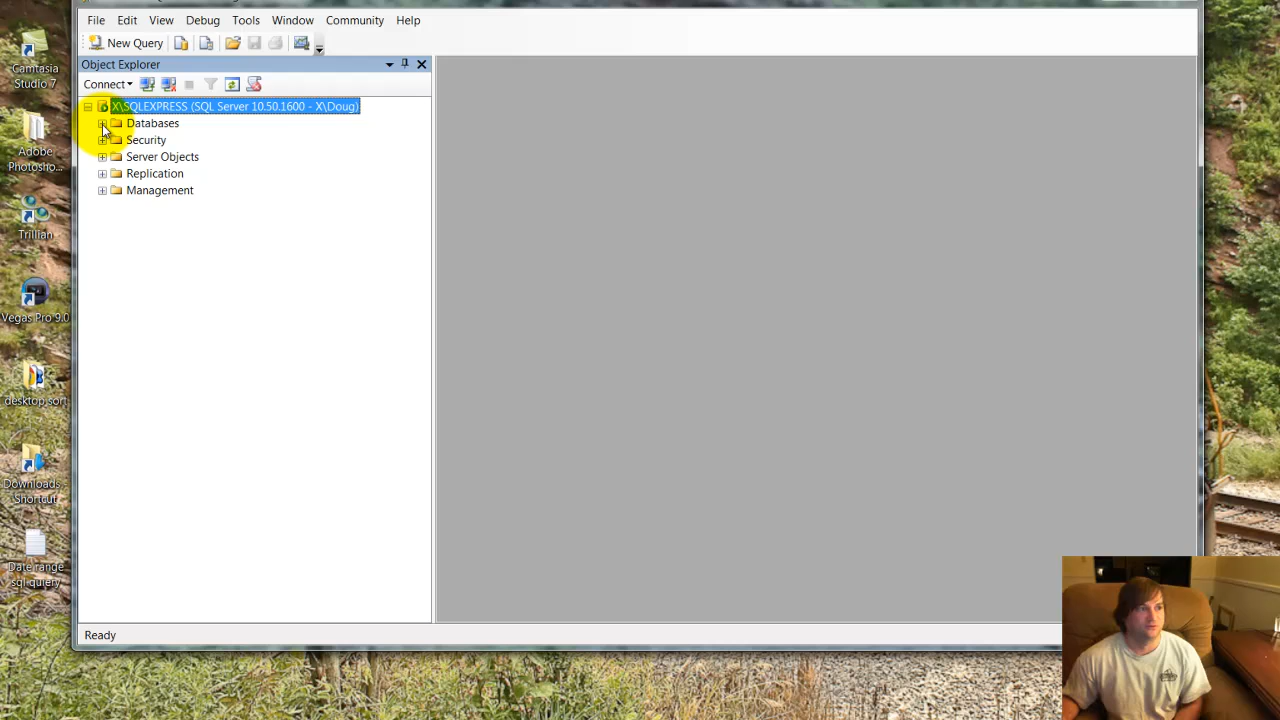 File Edit View Debug Tools Window Community Help
New Query
Object Explorer
Connect
X\SQLEXPRESS (SQL Server 10.50.1600 - X\Doug)
Databases
Security
Server Objects
Replication
Management
Ready
Camtasia
Studio 7
Adobe
Photosho...
Trillian
Vegas Pro 9.0
desktop sort
Downloads
Shortcut
Date range
sql quiery